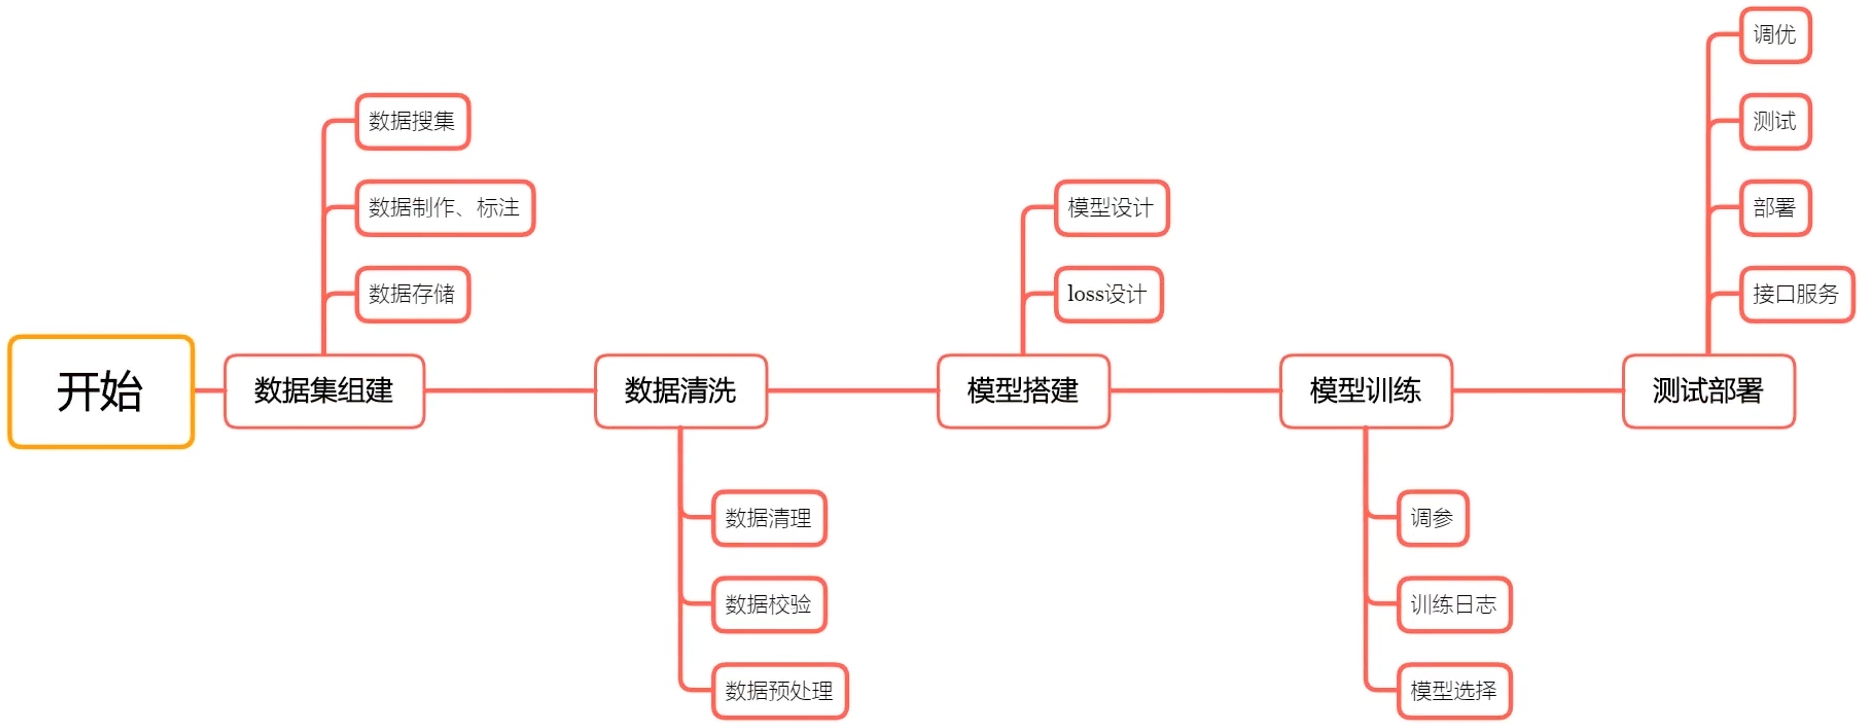 开始
数据集组建
数据搜集
数据制作、标注
数据存储
数据清洗
数据清理
数据校验
数据预处理
模型搭建
模型设计
loss设计
模型训练
调参
训练日志
模型选择
测试部署
调优
测试
部署
接口服务